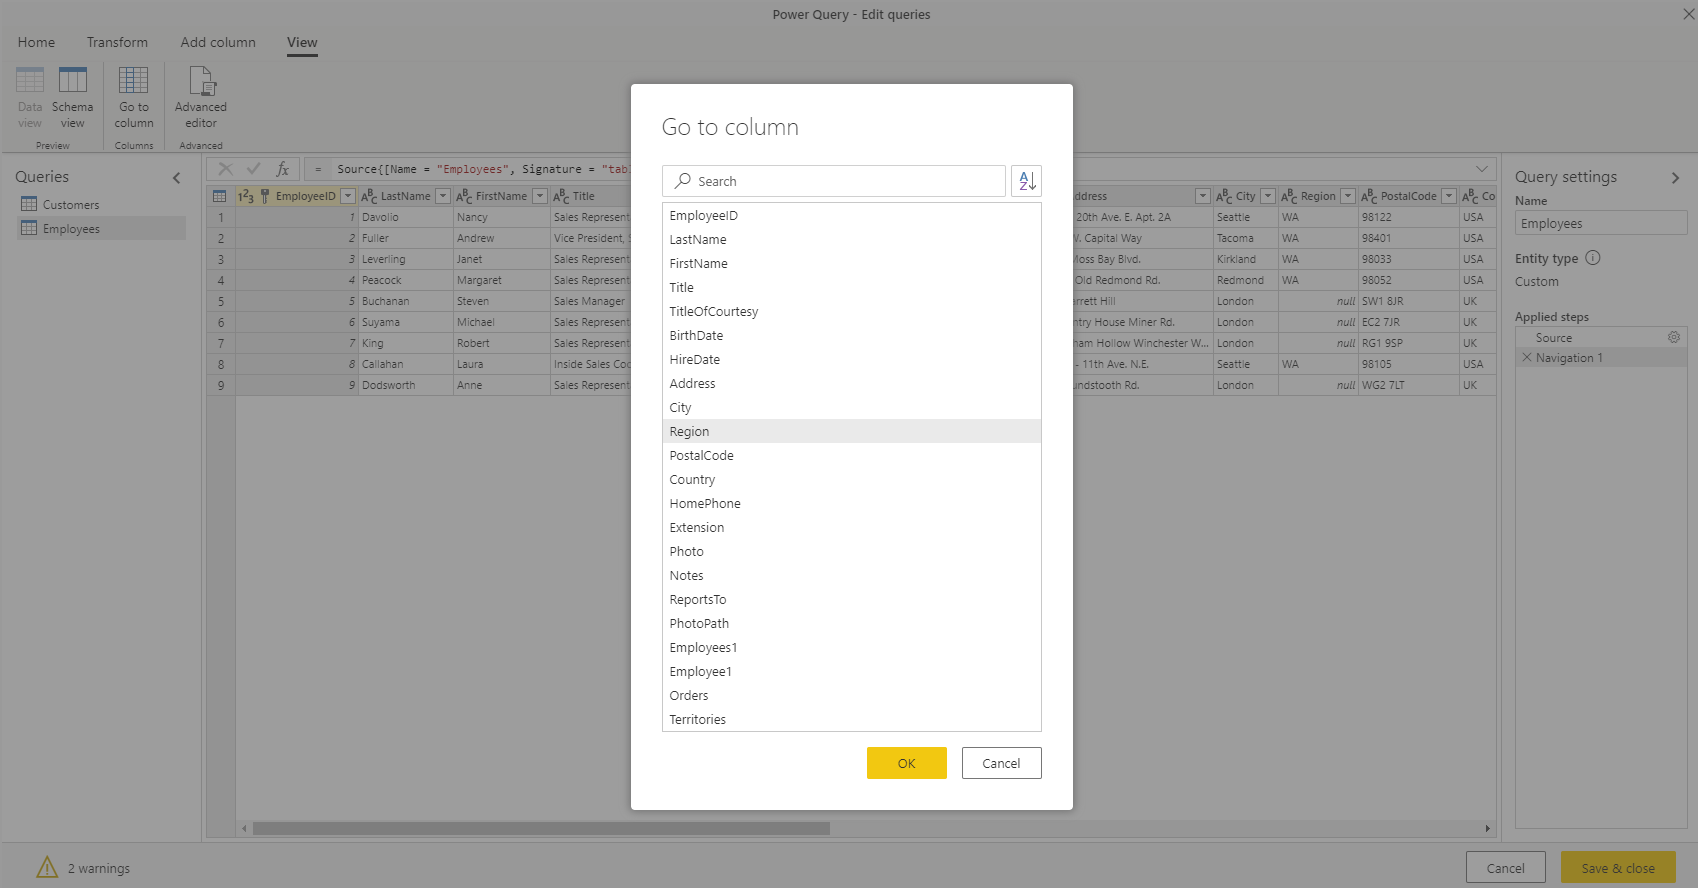 Power Query - Edit queries
Home Transform Add column View
Data view
Schema view
Go to column
Advanced editor
Preview Columns Advanced
Queries
Customers
Employees
= Source{[Name = "Employees", Signature = "tab
EmployeeID LastName FirstName Title City Region PostalCode
1 1 Davolio Nancy Sales Represent 20th Ave. E. Apt. 2A Seattle WA 98122 USA
2 2 Fuller Andrew Vice President, Capital Way Tacoma WA 98401 USA
3 3 Leverling Janet Sales Represent Moss Bay Blvd. Kirkland WA 98033 USA
4 4 Peacock Margaret Sales Represent Old Redmond Rd. Redmond WA 98052 USA
5 5 Buchanan Steven Sales Manager rrett Hill London null SW1 8JR UK
6 6 Suyama Michael Sales Represent ntry House Miner Rd. London null EC2 7JR UK
7 7 King Robert Sales Represent ham Hollow Winchester W... London null RG1 9SP UK
8 8 Callahan Laura Inside Sales Coo - 11th Ave. N.E. Seattle WA 98105 USA
9 9 Dodsworth Anne Sales Represent undstooth Rd. London null WG2 7LT UK
Go to column
Search
EmployeeID
LastName
FirstName
Title
TitleOfCourtesy
BirthDate
HireDate
Address
City
Region
PostalCode
Country
HomePhone
Extension
Photo
Notes
ReportsTo
PhotoPath
Employees1
Employee1
Orders
Territories
OK Cancel
Query settings
Name
Employees
Entity type
Custom
Applied steps
Source
Navigation 1
2 warnings
Cancel Save & close